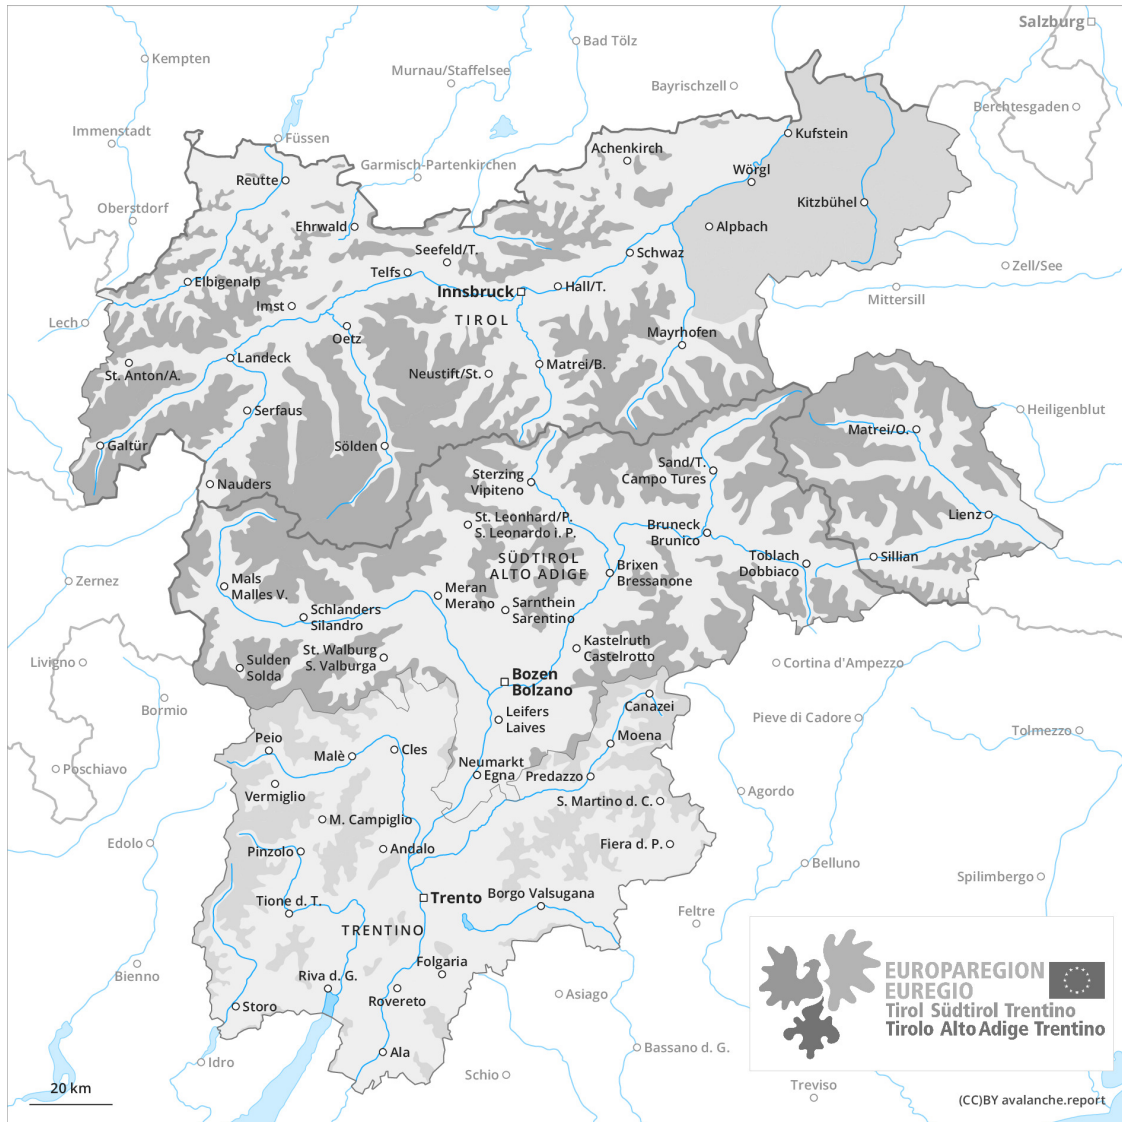 Salzburg
Bad Tölz
Kempten
Murnau/Staffelsee
Bayrischzell
Berchtesgaden
Immenstadt
Füssen
Kufstein
Achenkirch
Garmisch-Partenkirchen
Wörgl
Reutte
Kitzbühel
Oberstdorf
Ehrwald
Alpbach
Seefeld/T.
Schwaz
Zell/See
Telfs
Elbigenalp
Innsbruck
Hall/T.
Mittersill
Imst
Lech
TIROL
Oetz
Mayrhofen
Landeck
St. Anton/A.
Neustift/St.
Matrei/B.
Serfaus
Heiligenblut
Matrei/O.
Galtür
Sölden
Sand/T.
Campo Tures
Sterzing
Vipiteno
Nauders
Lienz
St. Leonhard/P.
S. Leonardo i. P.
Bruneck
Brunico
SÜDTIROL
ALTO ADIGE
Toblach
Dobbiaco
Sillian
Brixen
Bressanone
Zernez
Mals
Malles V.
Meran
Merano
Sarnthein
Sarentino
Schlanders
Silandro
Kastelruth
Castelrotto
St. Walburg
S. Valburga
Livigno
Sulden
Solda
Cortina d'Ampezzo
Bozen
Bolzano
Bormio
Canazei
Leifers
Laives
Pieve di Cadore
Tolmezzo
Peio
Malè
Cles
Moena
Neumarkt
Egna
Predazzo
Poschiavo
Vermiglio
S. Martino d. C.
Agordo
M. Campiglio
Edolo
Pinzolo
Andalo
Fiera d. P.
Belluno
Spilimbergo
Trento
Borgo Valsugana
Tione d. T.
Feltre
TRENTINO
Folgaria
Bienno
Riva d. G.
Rovereto
Asiago
Storo
EUROPAREGION
EUREGIO
Tirol Südtirol Trentino
Tirolo Alto Adige Trentino
Ala
Idro
Bassano d. G.
Schio
Treviso
20 km
(CC)BY avalanche.report